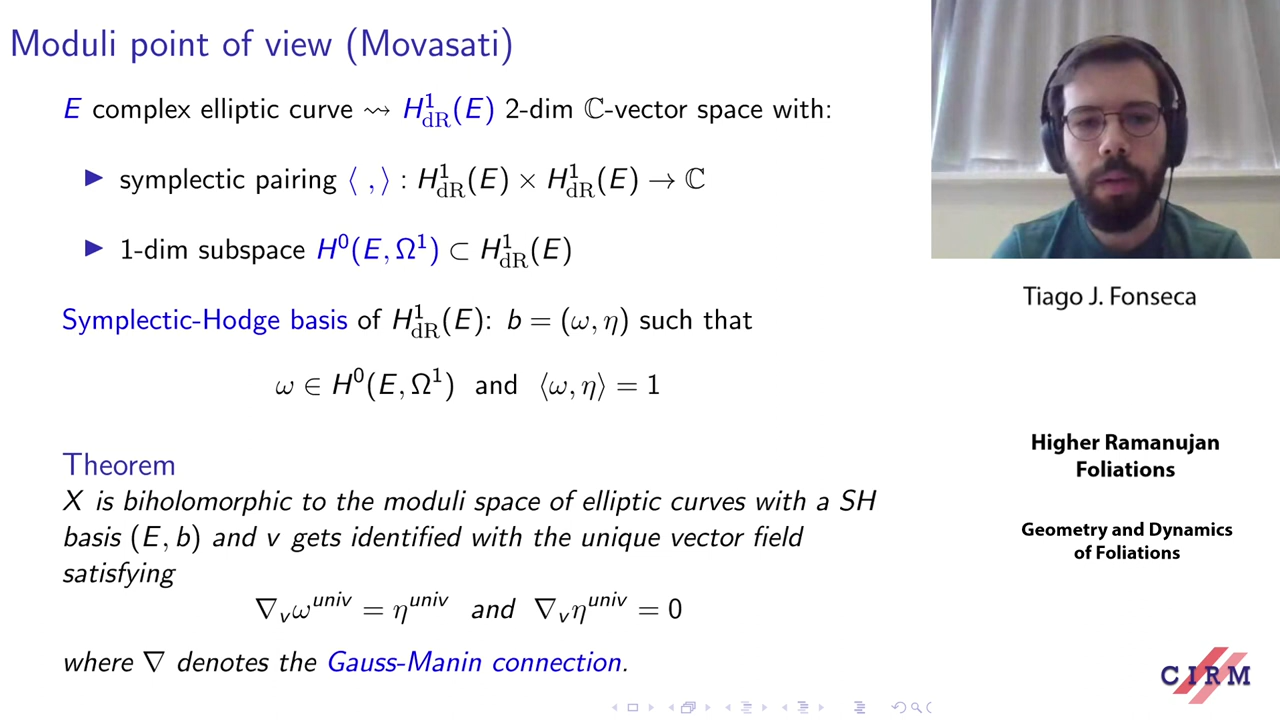 Moduli point of view (Movasati)
E complex elliptic curve ⇝ H¹_dR(E) 2-dim ℂ-vector space with:
▶ symplectic pairing ⟨ , ⟩ : H¹_dR(E) × H¹_dR(E) → ℂ
▶ 1-dim subspace H⁰(E, Ω¹) ⊂ H¹_dR(E)
Symplectic-Hodge basis of H¹_dR(E): b = (ω, η) such that
ω ∈ H⁰(E, Ω¹) and ⟨ω, η⟩ = 1
Theorem
X is biholomorphic to the moduli space of elliptic curves with a SH
basis (E, b) and v gets identified with the unique vector field
satisfying
∇_v ω^univ = η^univ and ∇_v η^univ = 0
where ∇ denotes the Gauss-Manin connection.
Tiago J. Fonseca
Higher Ramanujan
Foliations
Geometry and Dynamics
of Foliations
CIRM